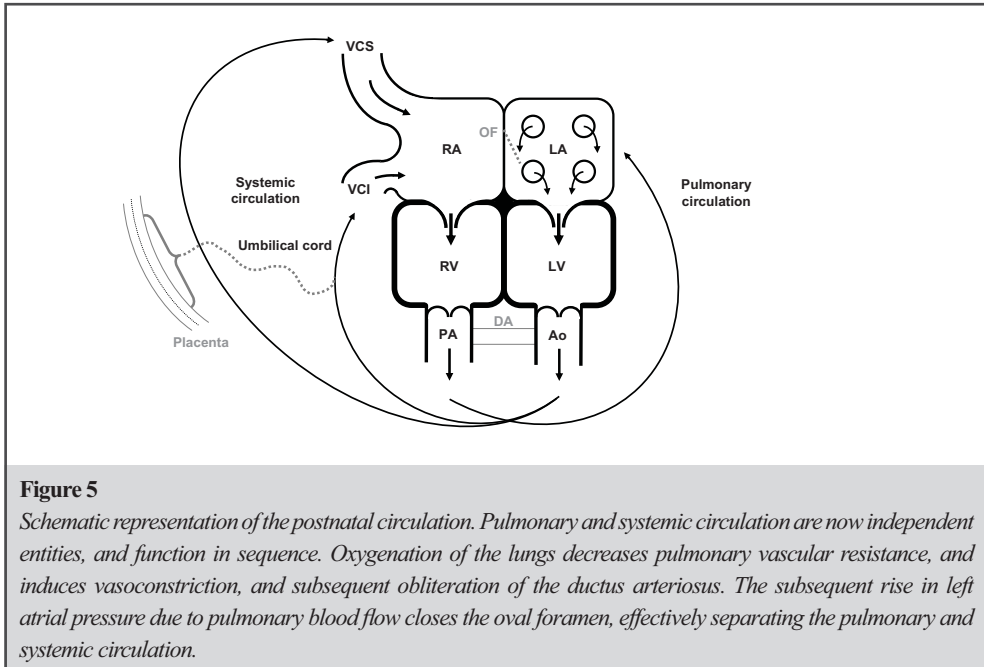 VCS
OF
RA
LA
Systemic
circulation
VCI
Pulmonary
circulation
Umbilical cord
RV
LV
Placenta
PA
DA
Ao
Figure 5
Schematic representation of the postnatal circulation. Pulmonary and systemic circulation are now independent
entities, and function in sequence. Oxygenation of the lungs decreases pulmonary vascular resistance, and
induces vasoconstriction, and subsequent obliteration of the ductus arteriosus. The subsequent rise in left
atrial pressure due to pulmonary blood flow closes the oval foramen, effectively separating the pulmonary and
systemic circulation.